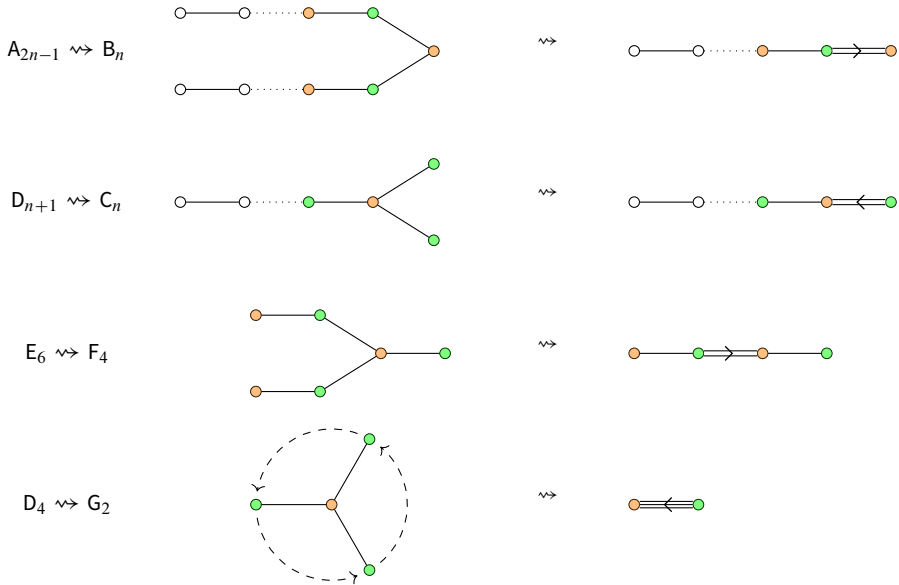 A₂ₙ₋₁ ⇝ Bₙ ⇝
Dₙ₊₁ ⇝ Cₙ ⇝
E₆ ⇝ F₄ ⇝
D₄ ⇝ G₂ ⇝